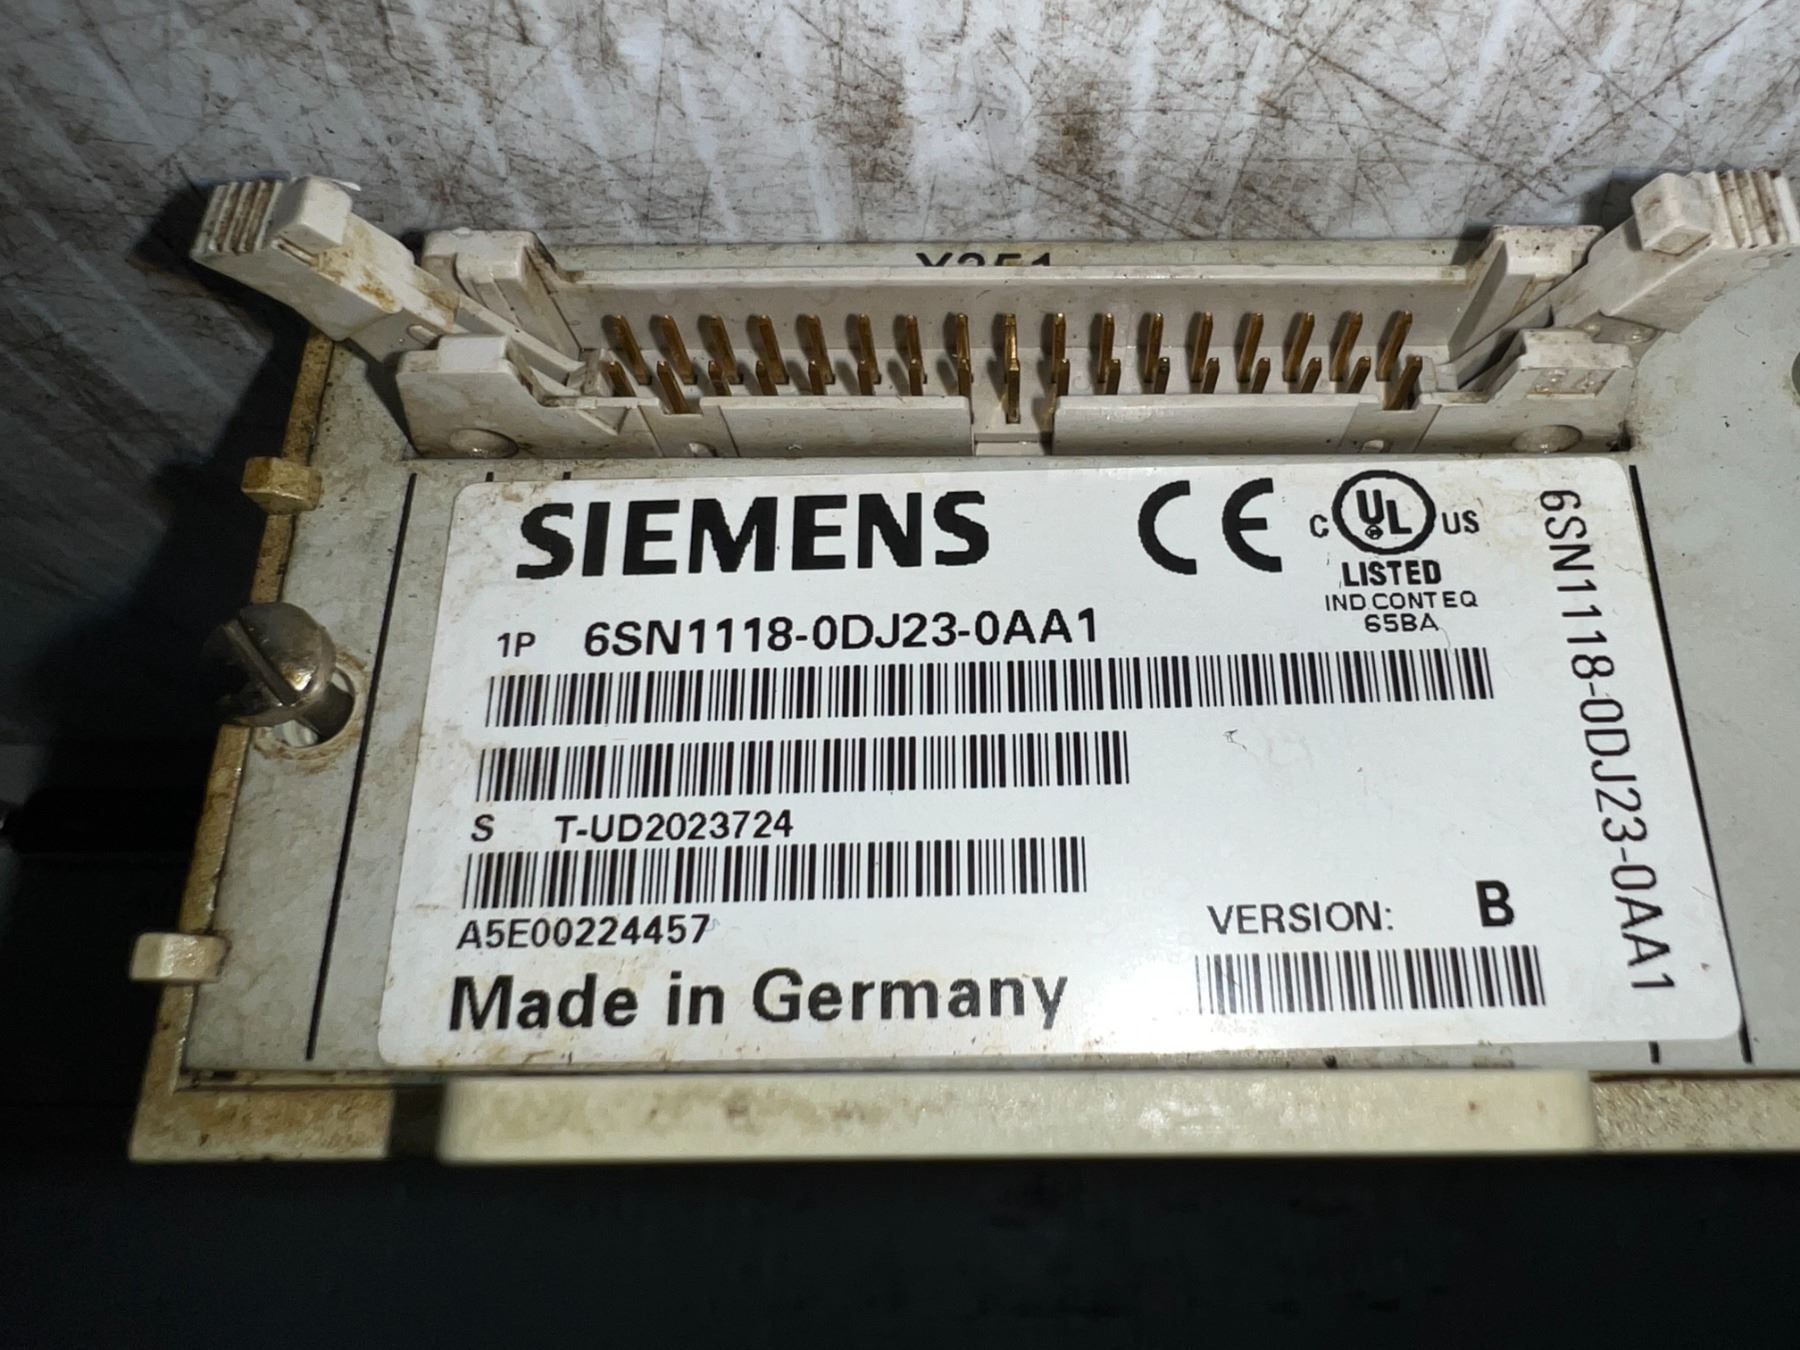 X351
SIEMENS
CE
C UL US
LISTED
IND.CONT.EQ
65BA
1P 6SN1118-0DJ23-0AA1
S T-UD2023724
A5E00224457
VERSION: B
Made in Germany
6SN1118-0DJ23-0AA1